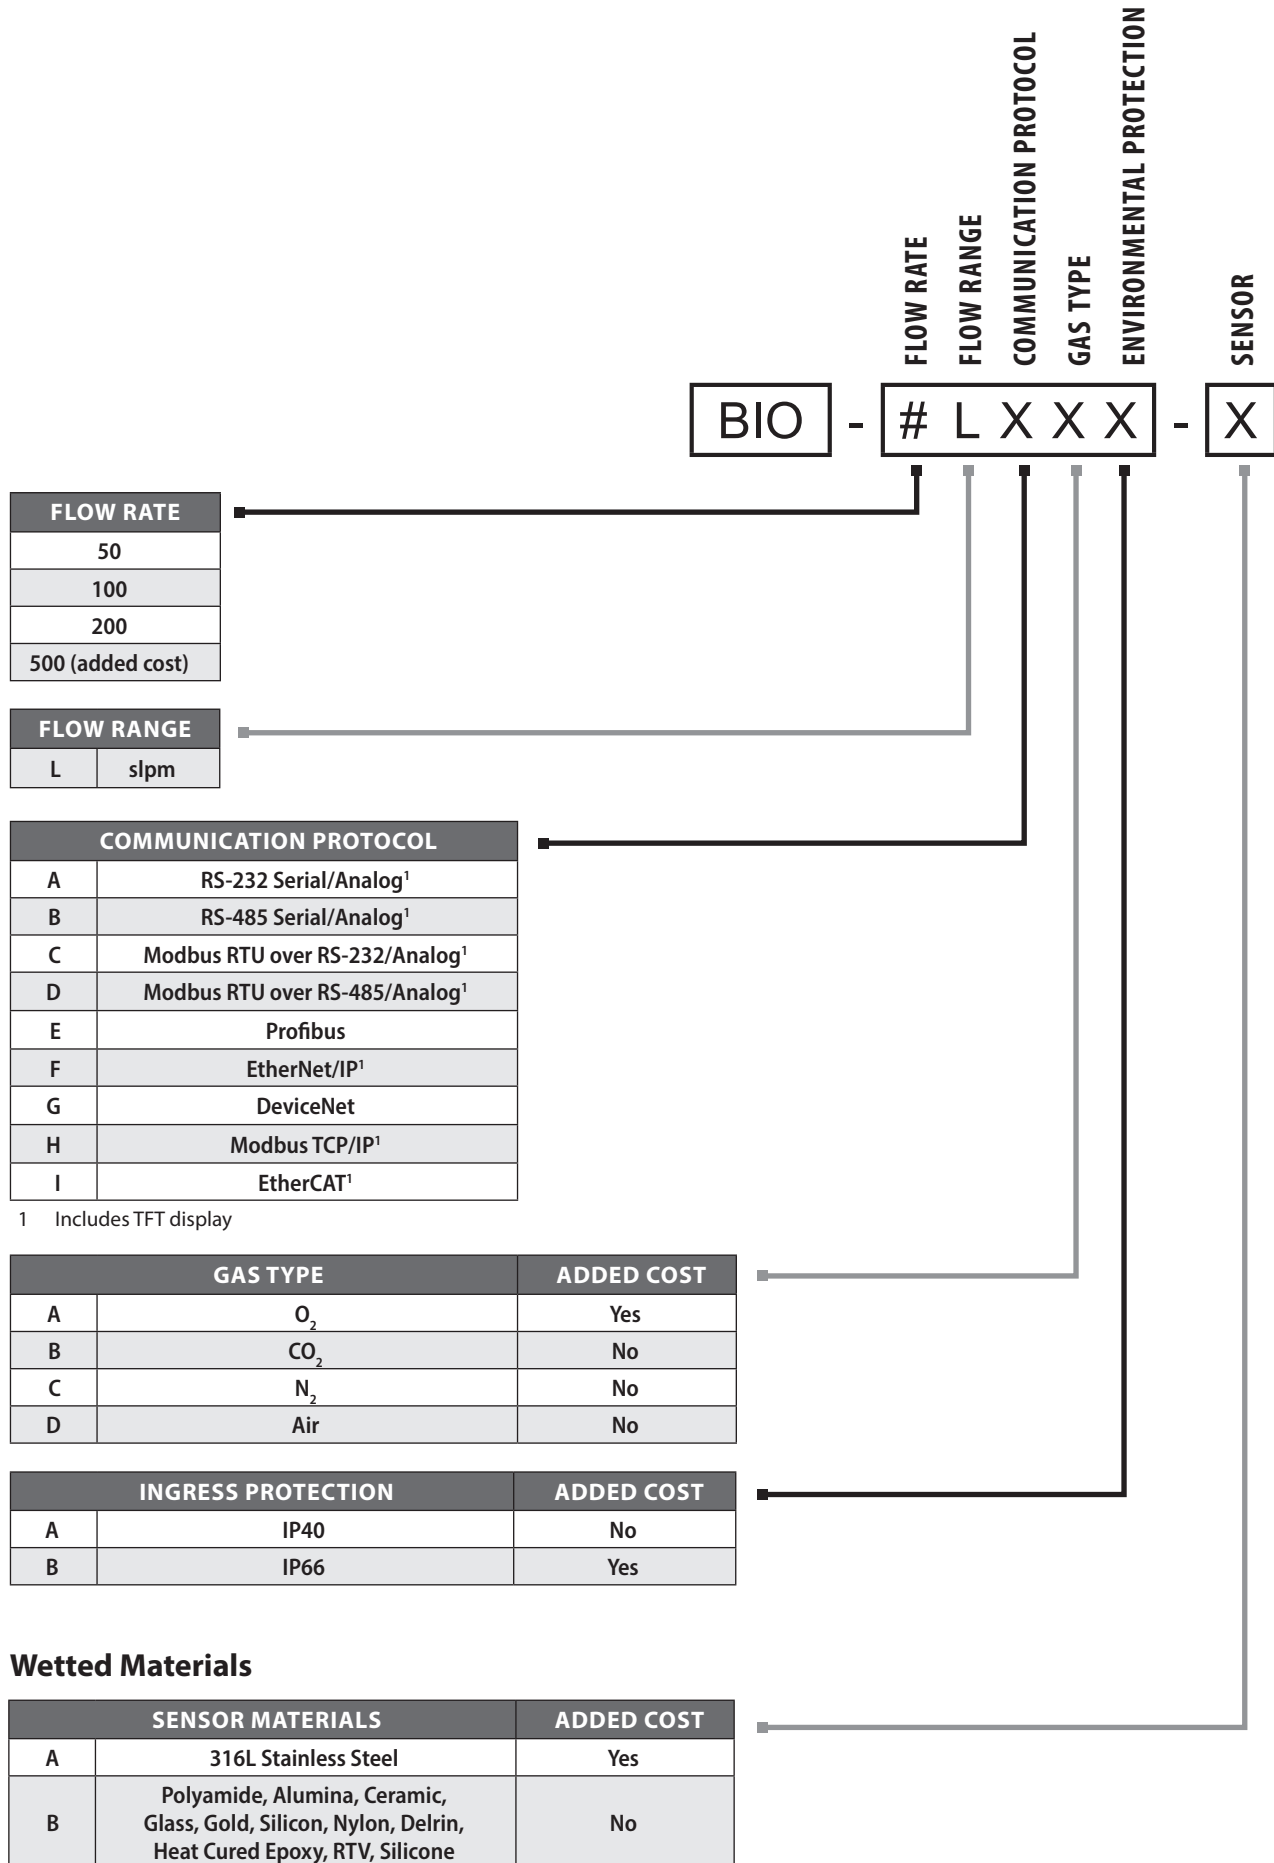 FLOW RATE
FLOW RANGE
COMMUNICATION PROTOCOL
GAS TYPE
ENVIRONMENTAL PROTECTION
SENSOR
BIO - # L X X X - X
FLOW RATE
50
100
200
500 (added cost)
FLOW RANGE
L slpm
COMMUNICATION PROTOCOL
A RS-232 Serial/Analog¹
B RS-485 Serial/Analog¹
C Modbus RTU over RS-232/Analog¹
D Modbus RTU over RS-485/Analog¹
E Profibus
F EtherNet/IP¹
G DeviceNet
H Modbus TCP/IP¹
I EtherCAT¹
1 Includes TFT display
GAS TYPE ADDED COST
A O₂ Yes
B CO₂ No
C N₂ No
D Air No
INGRESS PROTECTION ADDED COST
A IP40 No
B IP66 Yes
Wetted Materials
SENSOR MATERIALS ADDED COST
A 316L Stainless Steel Yes
Polyamide, Alumina, Ceramic,
B Glass, Gold, Silicon, Nylon, Delrin, No
Heat Cured Epoxy, RTV, Silicone